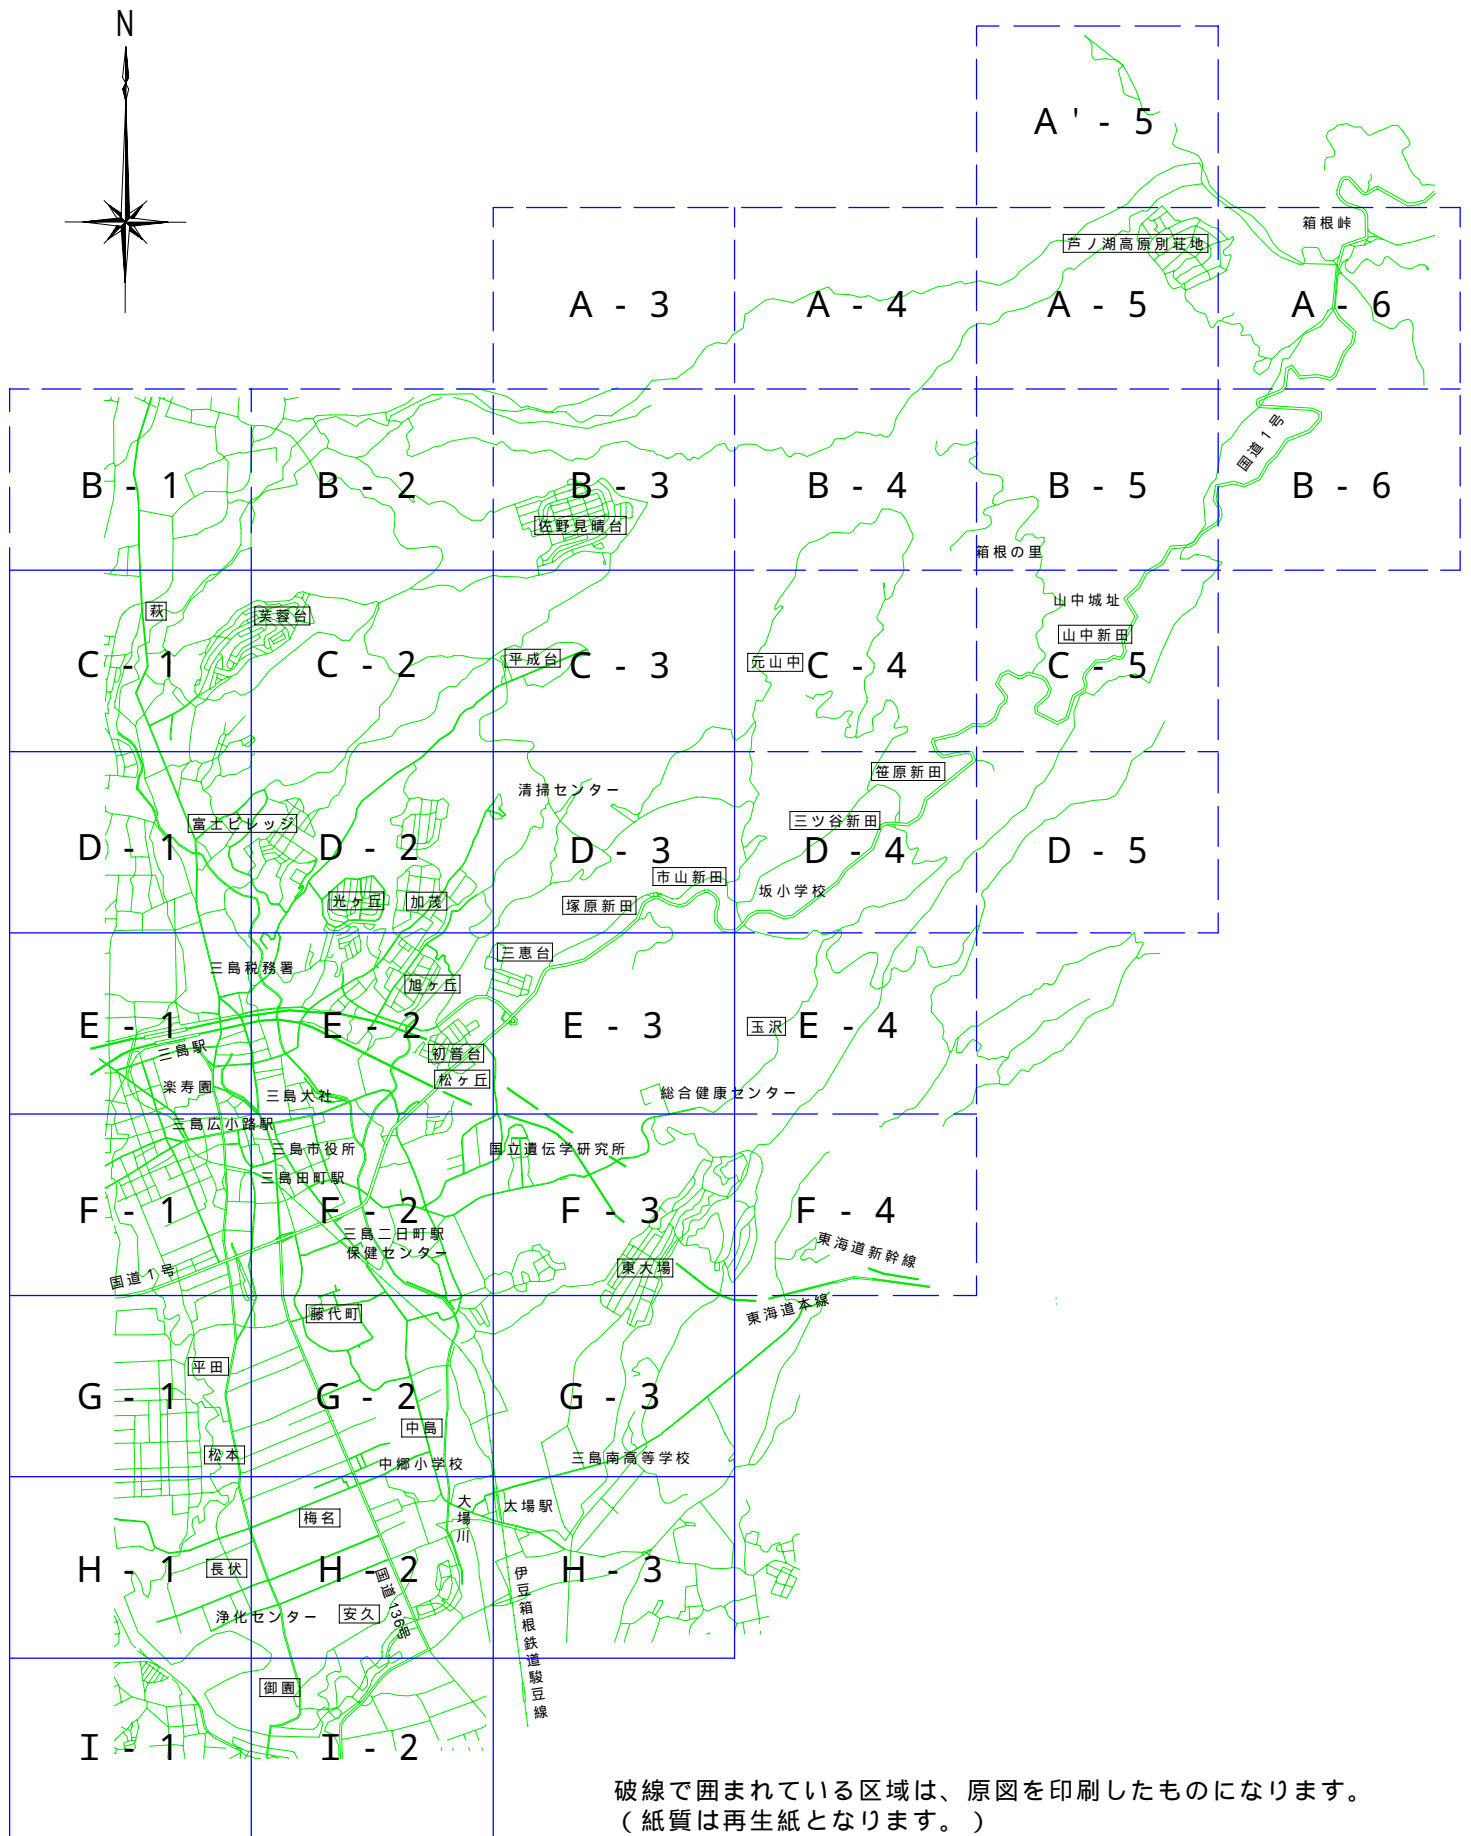 N
A ' - 5
箱根峠
芦ノ湖高原別荘地
A - 3
A - 4
A - 5
A - 6
国道１号
B - 1
B - 2
B - 3
B - 4
B - 5
B - 6
佐野見晴台
箱根の里
萩
芙蓉台
山中城址
山中新田
平成台
元山中
C - 1
C - 2
C - 3
C - 4
C - 5
笹原新田
清掃センター
富士ビレッジ
三ツ谷新田
D - 1
D - 2
D - 3
D - 4
D - 5
市山新田
坂小学校
光ヶ丘
加茂
塚原新田
三恵台
三島税務署
旭ヶ丘
E - 1
E - 2
E - 3
玉沢
E - 4
三島駅
初音台
松ヶ丘
楽寿園
三島大社
総合健康センター
三島広小路駅
三島市役所
国立遺伝学研究所
三島田町駅
F - 1
F - 2
F - 3
F - 4
三島二日町駅
保健センター
東海道新幹線
国道１号
東大場
東海道本線
藤代町
平田
G - 1
G - 2
G - 3
中島
松本
中郷小学校
三島南高等学校
大場川
大場駅
梅名
H - 1
長伏
H - 2
H - 3
国道136号
伊豆箱根鉄道駿豆線
浄化センター
安久
御園
I - 1
I - 2
破線で囲まれている区域は、原図を印刷したものになります。
（紙質は再生紙となります。）